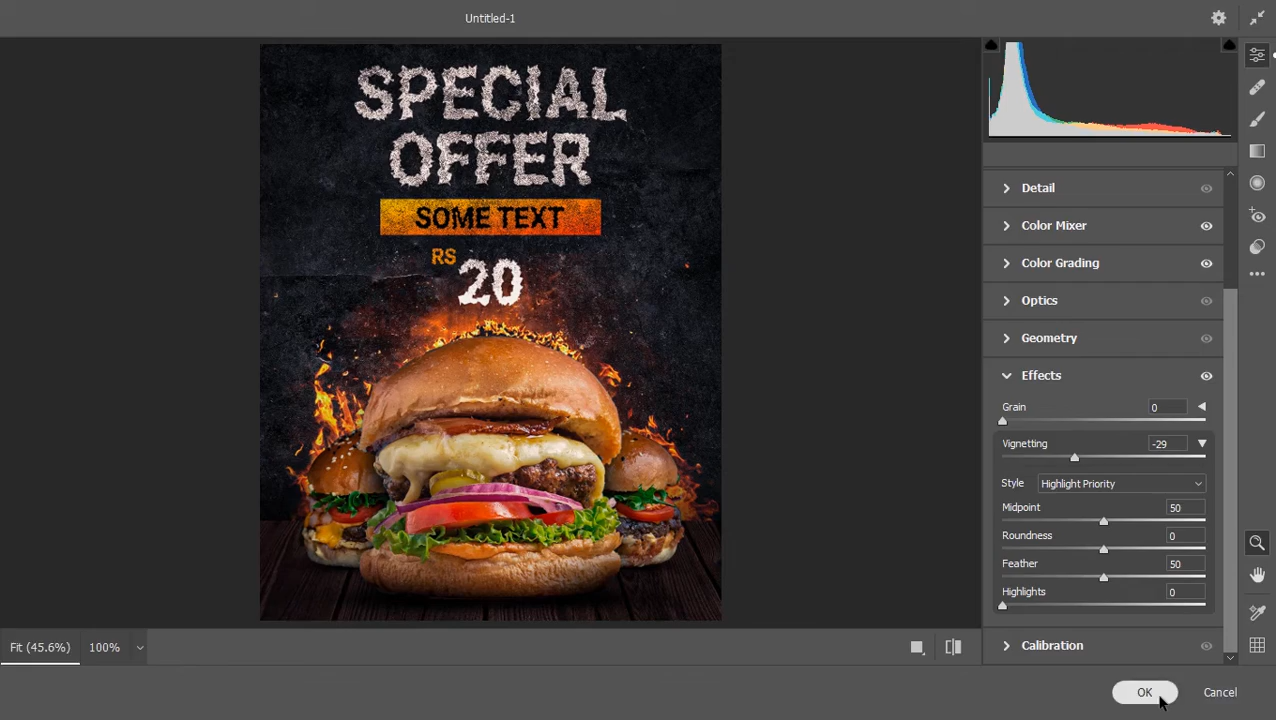 Untitled-1
SPECIAL
OFFER
SOME TEXT
RS
20
Detail
Color Mixer
Color Grading
Optics
Geometry
Effects
Grain 0
Vignetting -29
Style Highlight Priority
Midpoint 50
Roundness 0
Feather 50
Highlights 0
Calibration
Fit (45.6%) 100%
OK Cancel